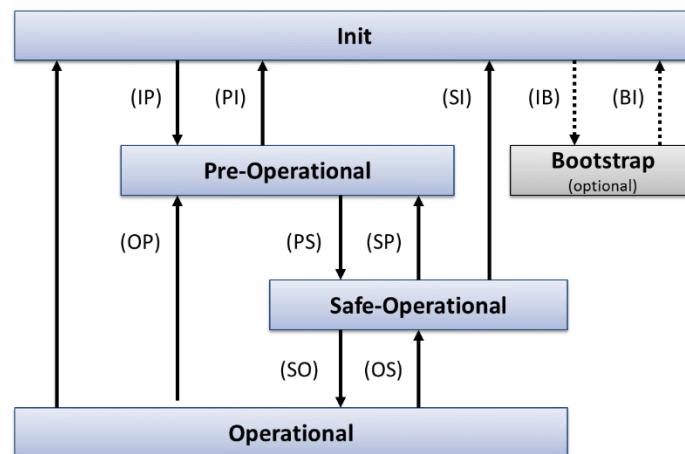 Init
(IP)
(PI)
(SI)
(IB)
(BI)
Pre-Operational
Bootstrap
(optional)
(OP)
(PS)
(SP)
Safe-Operational
(SO)
(OS)
Operational